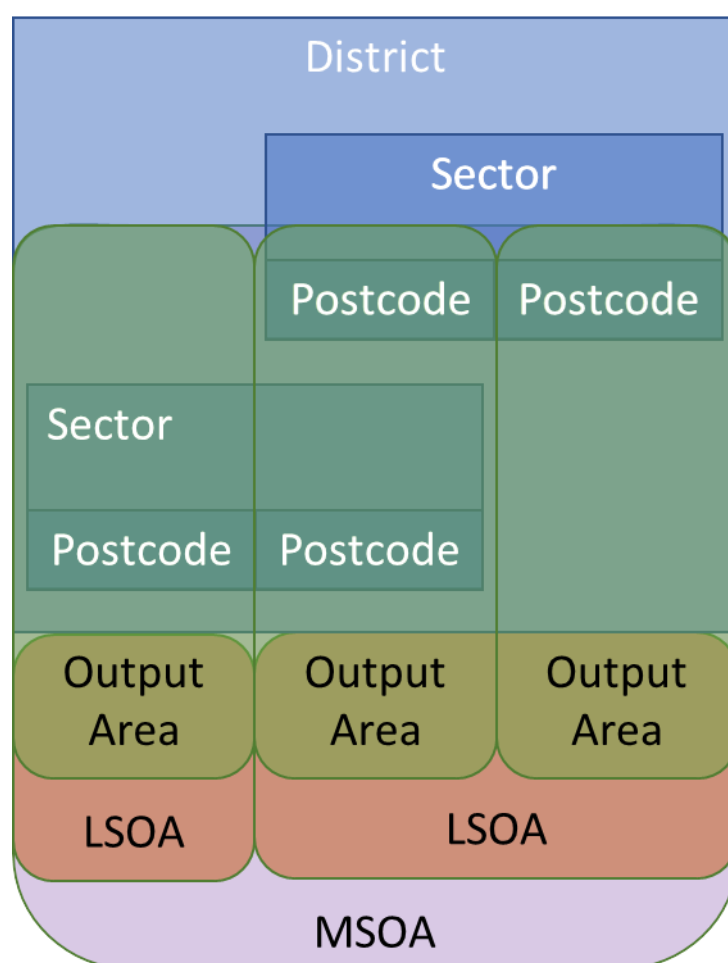 District
Sector
Postcode Postcode
Sector
Postcode Postcode
Output Output Output
Area Area Area
LSOA LSOA
MSOA